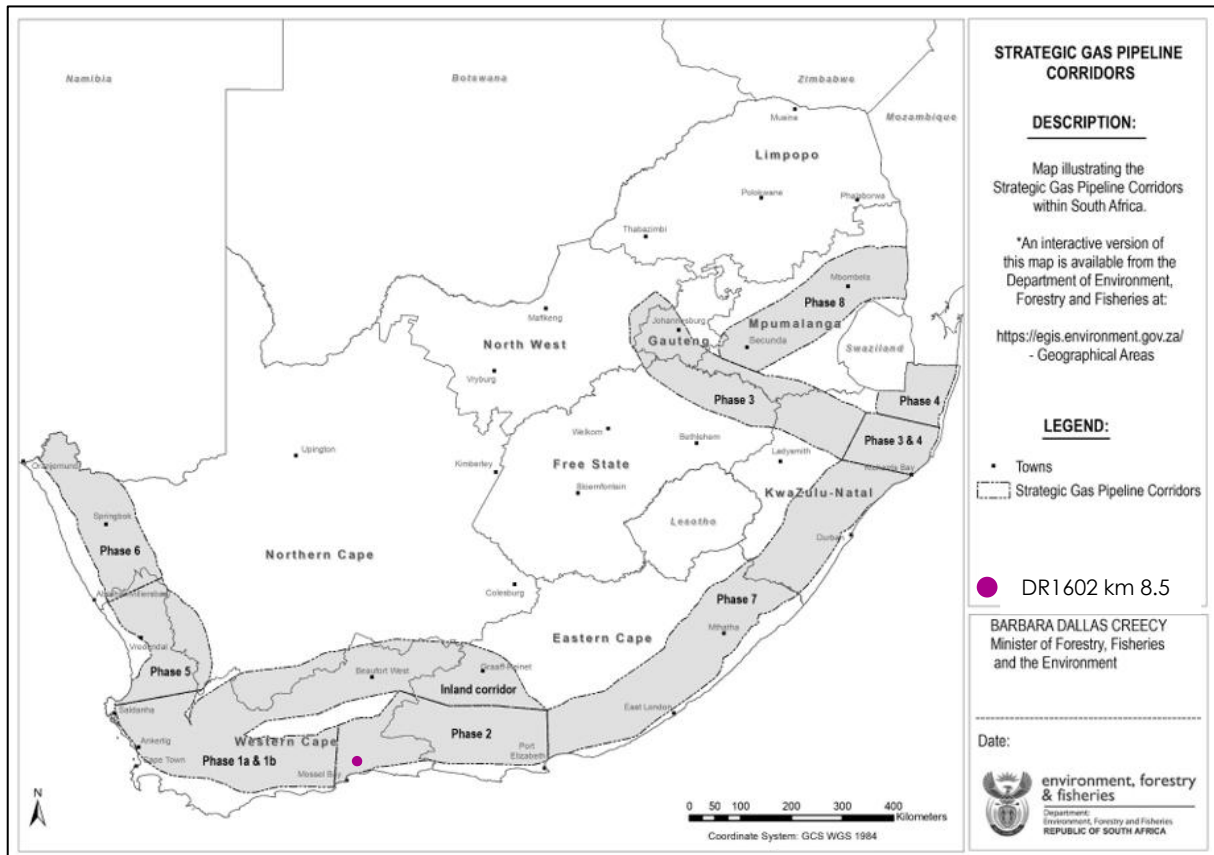 Namibia
Botswana
Zimbabwe
Mozambique
Musina
Limpopo
Polokwane
Phalaborwa
Thabazimbi
Mbombela
Phase 8
Mafikeng
Johannesburg
Mpumalanga
North West
Gauteng
Secunda
Swaziland
Vryburg
Phase 3
Phase 4
Welkom
Bethlehem
Phase 3 & 4
Upington
Ladysmith
Oranjemund
Kimberley
Free State
Richards Bay
Bloemfontein
KwaZulu-Natal
Springbok
Lesotho
Durban
Phase 6
Northern Cape
Colesburg
Phase 7
Eastern Cape
Mthatha
Vredendal
Phase 5
Beaufort West
Graaff-Reinet
Inland corridor
Saldanha
East London
Western Cape
Phase 2
Ankerlig
Phase 1a & 1b
Port
Elizabeth
Cape Town
Mossel Bay
N
0 50 100 200 300 400
Kilometers
Coordinate System: GCS WGS 1984
STRATEGIC GAS PIPELINE
CORRIDORS
DESCRIPTION:
Map illustrating the
Strategic Gas Pipeline Corridors
within South Africa.
*An interactive version of
this map is available from the
Department of Environment,
Forestry and Fisheries at:
https://egis.environment.gov.za/
- Geographical Areas
LEGEND:
Towns
Strategic Gas Pipeline Corridors
DR1602 km 8.5
BARBARA DALLAS CREECY
Minister of Forestry, Fisheries
and the Environment
Date:
environment, forestry
& fisheries
Department:
Environment, Forestry and Fisheries
REPUBLIC OF SOUTH AFRICA